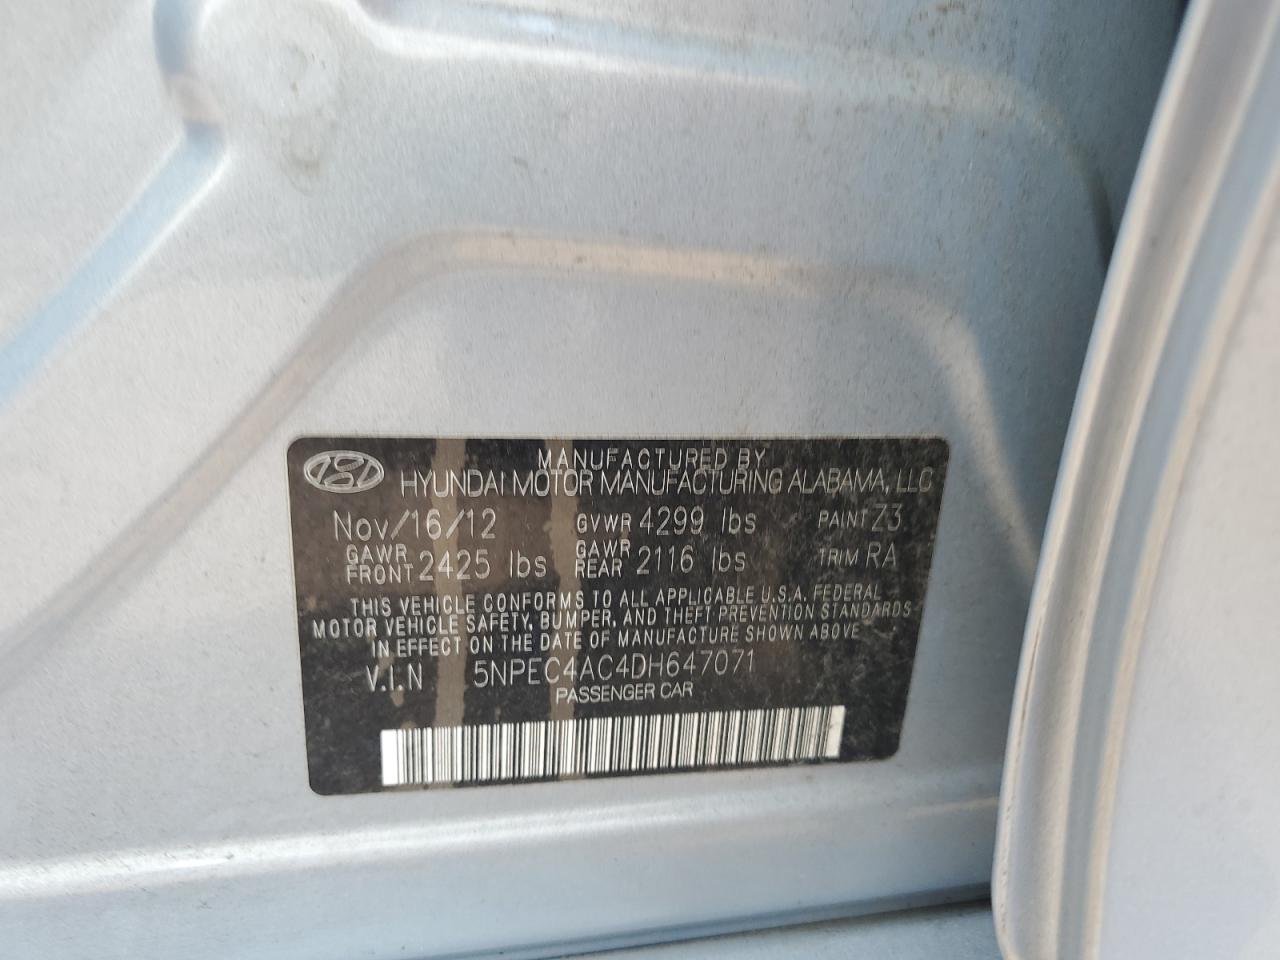 MANUFACTURED BY
HYUNDAI MOTOR MANUFACTURING ALABAMA, LLC
Nov/16/12 GVWR 4299 lbs PAINT Z3
GAWR FRONT 2425 lbs GAWR REAR 2116 lbs TRIM RA
THIS VEHICLE CONFORMS TO ALL APPLICABLE U.S.A. FEDERAL
MOTOR VEHICLE SAFETY, BUMPER, AND THEFT PREVENTION STANDARDS
IN EFFECT ON THE DATE OF MANUFACTURE SHOWN ABOVE
V.I.N 5NPEC4AC4DH647071
PASSENGER CAR